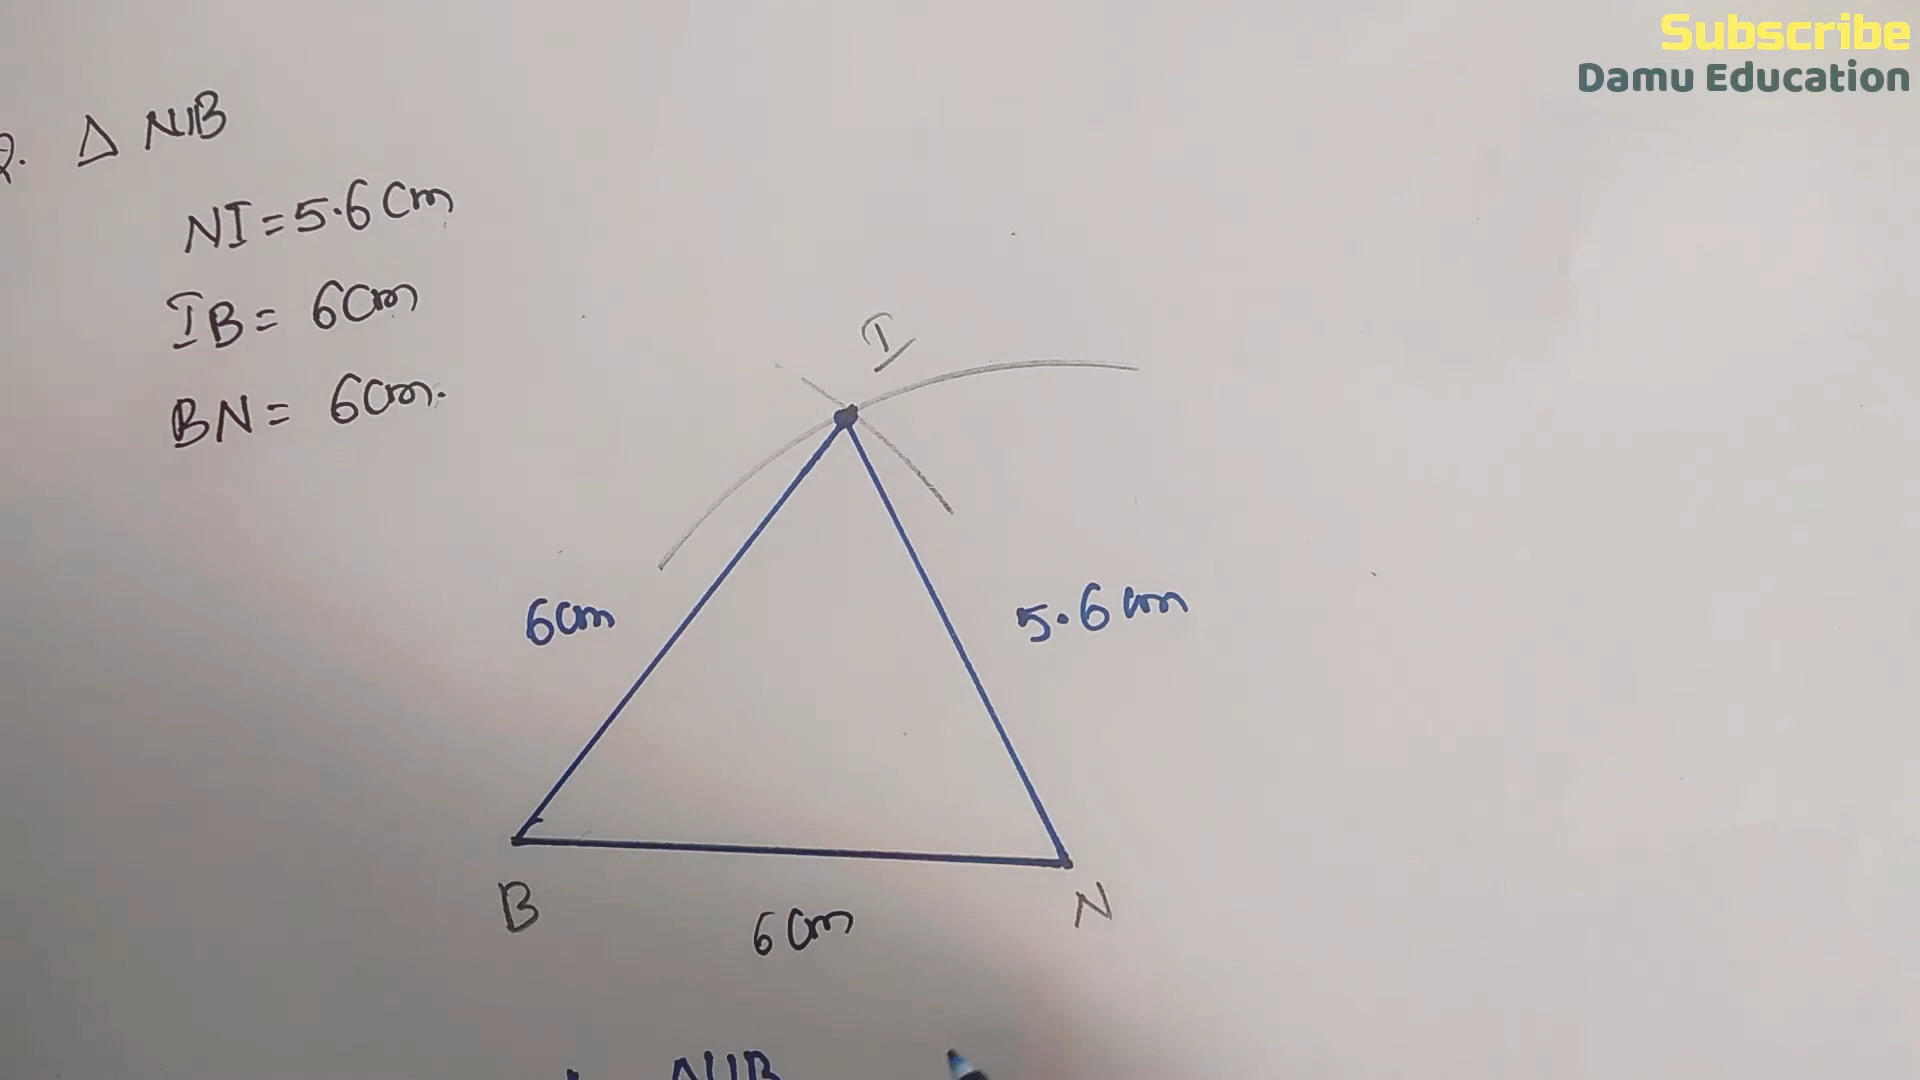 Subscribe
Damu Education
Δ NIB
NI = 5.6 Cm
IB = 6 Cm
BN = 6 Cm.
I
6 cm
5.6 cm
B
N
6 Cm